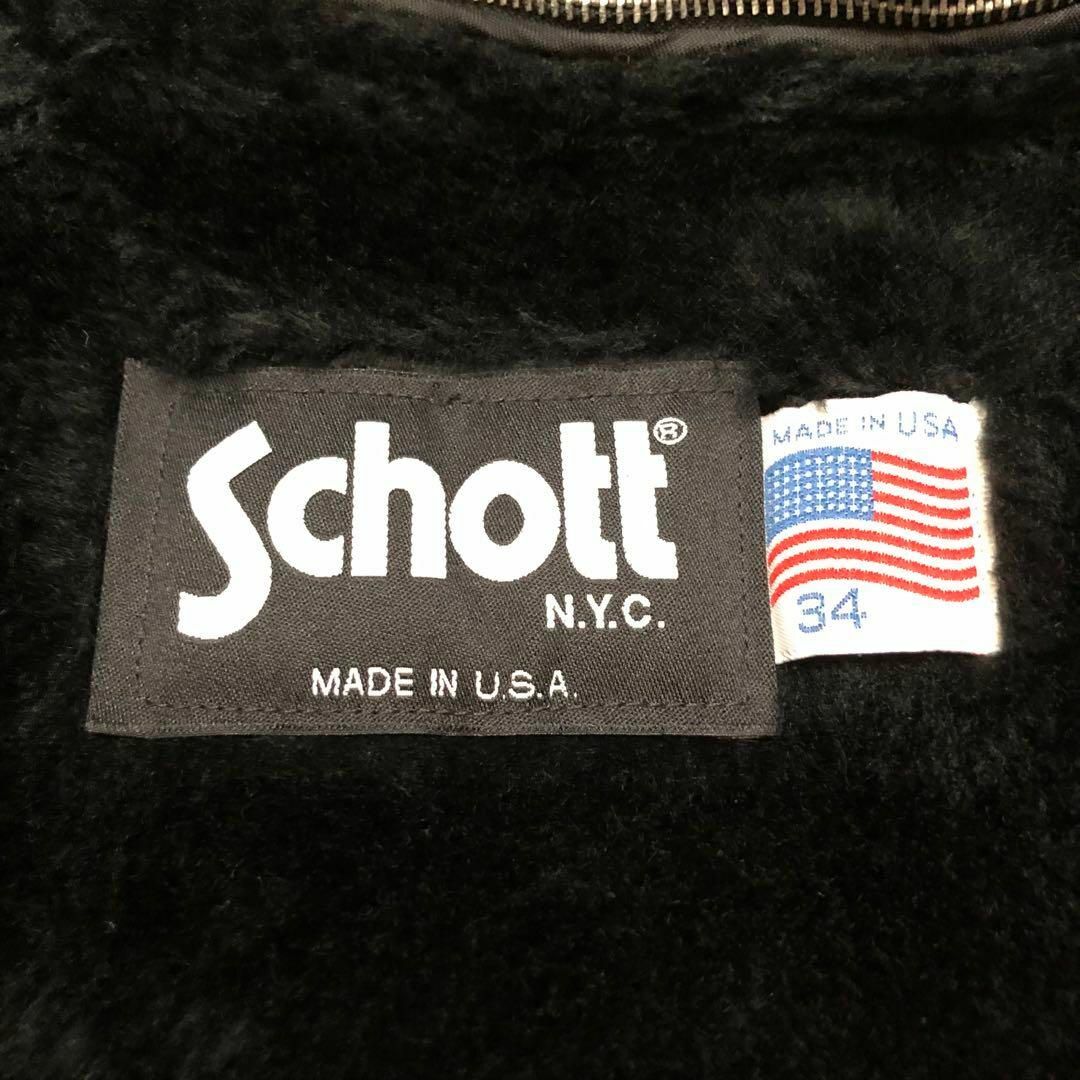 Schott®
N.Y.C.
MADE IN U.S.A.
MADE IN USA
34